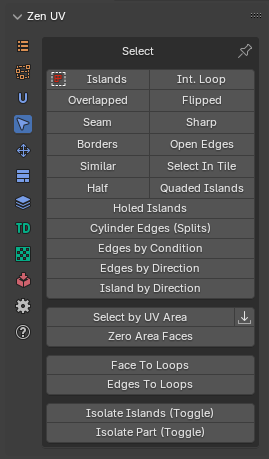 Zen UV
Select
Islands Int. Loop
Overlapped Flipped
Seam Sharp
Borders Open Edges
Similar Select In Tile
Half Quaded Islands
Holed Islands
Cylinder Edges (Splits)
Edges by Condition
Edges by Direction
Island by Direction
Select by UV Area
TD
Zero Area Faces
Face To Loops
Edges To Loops
Isolate Islands (Toggle)
Isolate Part (Toggle)